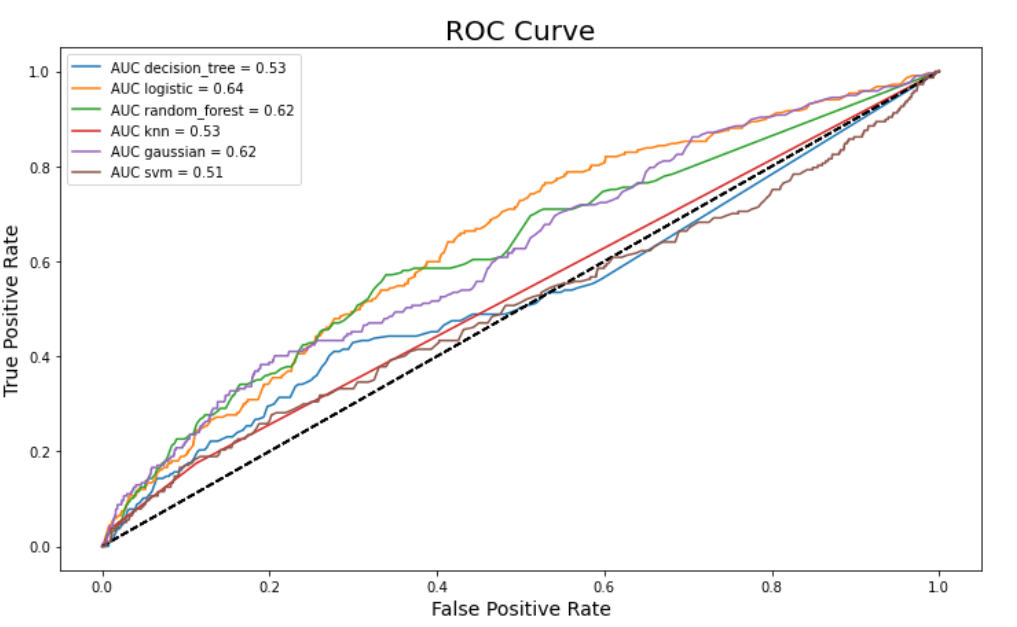 ROC Curve
AUC decision_tree = 0.53
AUC logistic = 0.64
AUC random_forest = 0.62
AUC knn = 0.53
AUC gaussian = 0.62
AUC svm = 0.51
True Positive Rate
1.0
0.8
0.6
0.4
0.2
0.0
0.0 0.2 0.4 0.6 0.8 1.0
False Positive Rate